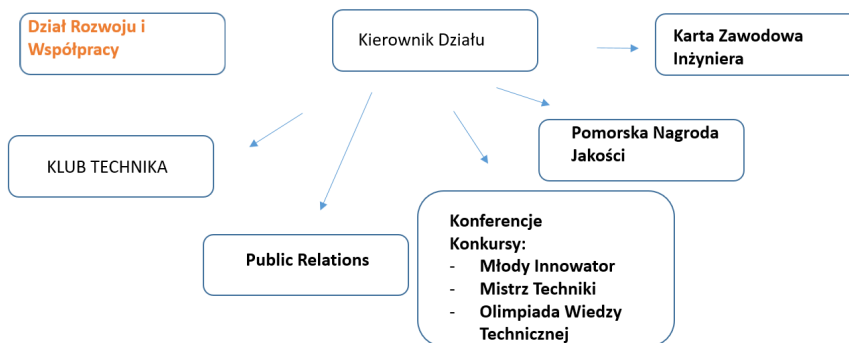 Dział Rozwoju i
Współpracy
Kierownik Działu
Karta Zawodowa
Inżyniera
KLUB TECHNIKA
Pomorska Nagroda
Jakości
Public Relations
Konferencje
Konkursy:
- Młody Innowator
- Mistrz Techniki
- Olimpiada Wiedzy
Technicznej